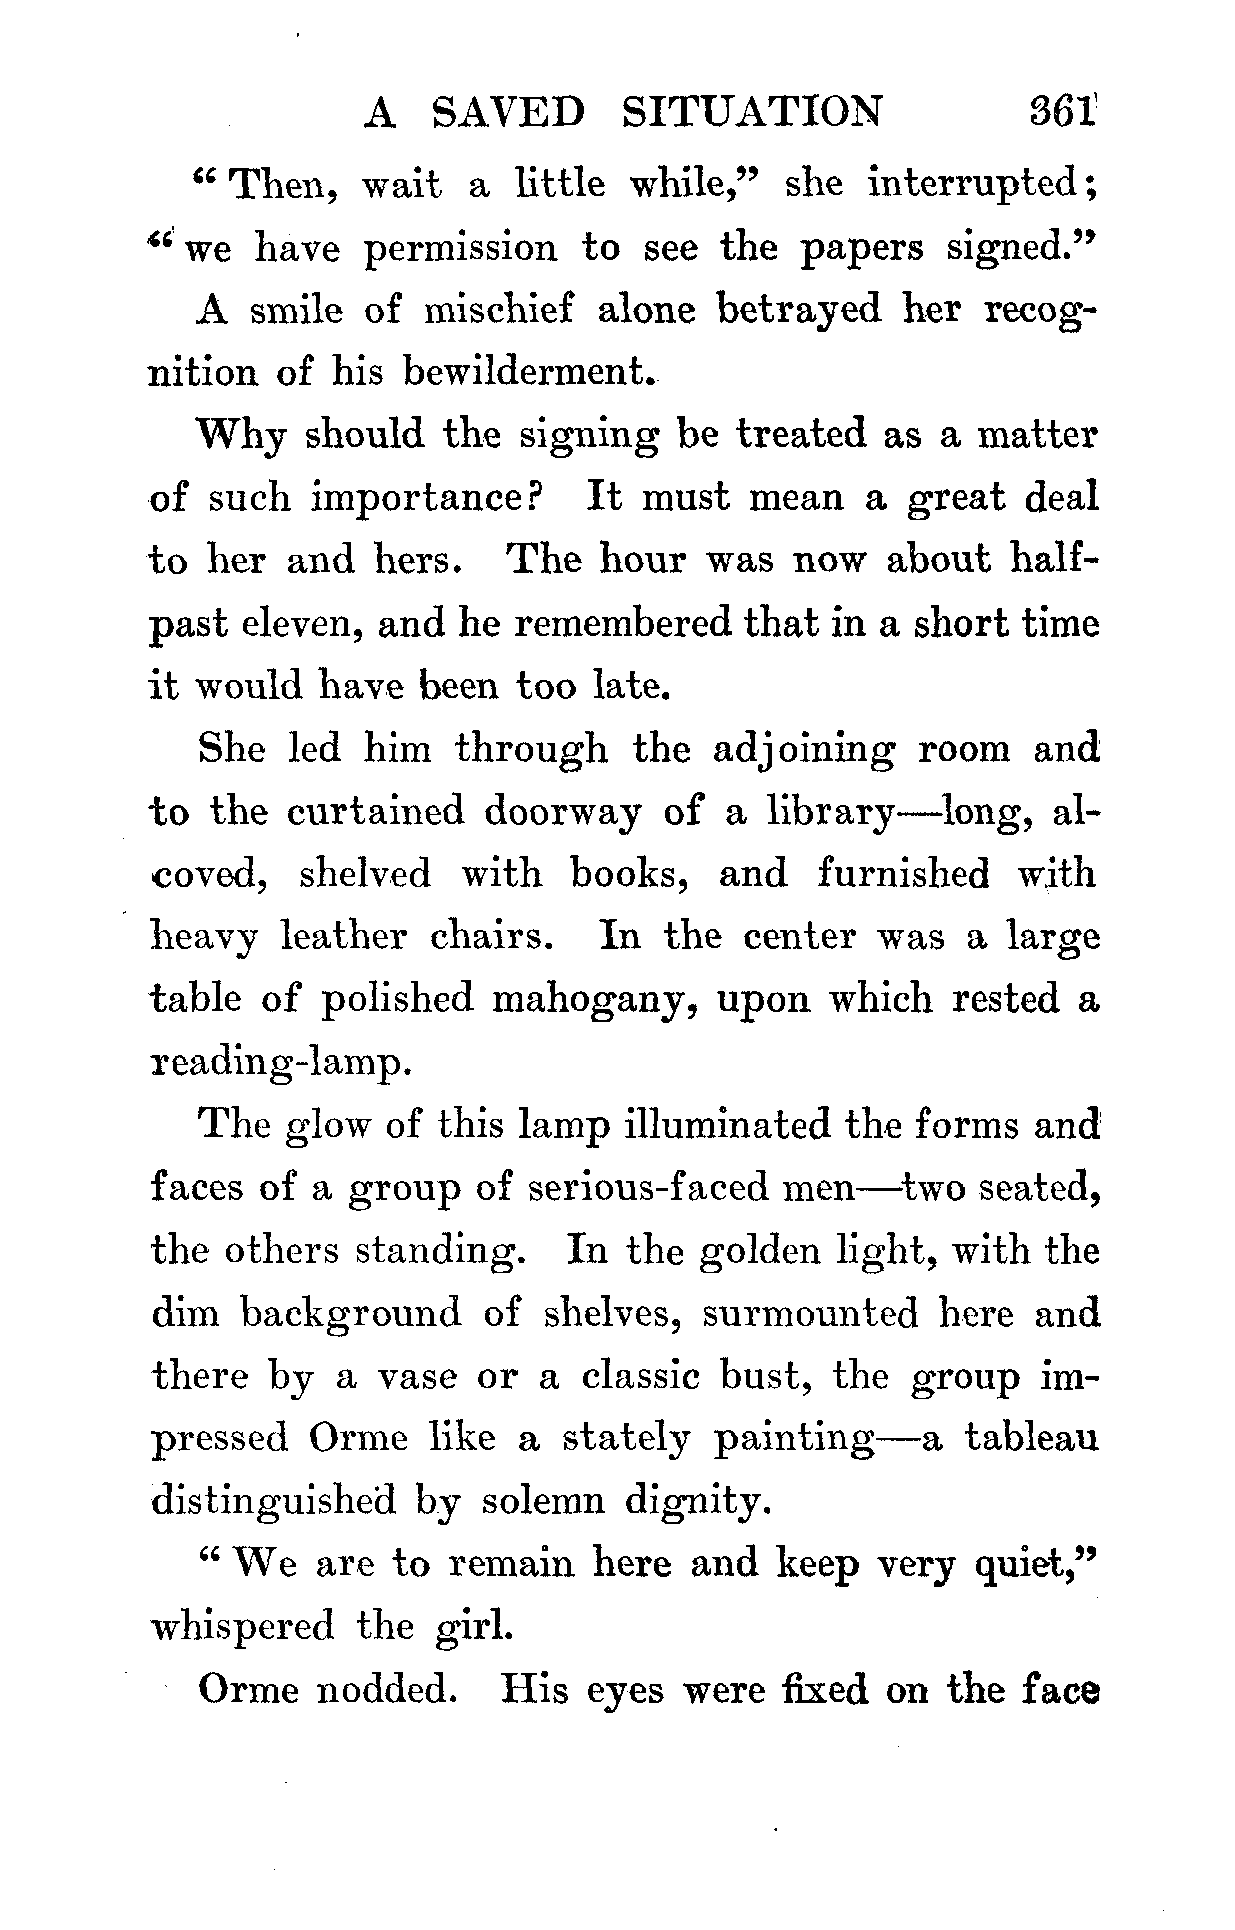 A SAVED SITUATION 361
“ Then, wait a little while,” she interrupted;
“ we have permission to see the papers signed.”
A smile of mischief alone betrayed her recog-
nition of his bewilderment.
Why should the signing be treated as a matter
of such importance? It must mean a great deal
to her and hers. The hour was now about half-
past eleven, and he remembered that in a short time
it would have been too late.
She led him through the adjoining room and
to the curtained doorway of a library—long, al-
coved, shelved with books, and furnished with
heavy leather chairs. In the center was a large
table of polished mahogany, upon which rested a
reading-lamp.
The glow of this lamp illuminated the forms and
faces of a group of serious-faced men—two seated,
the others standing. In the golden light, with the
dim background of shelves, surmounted here and
there by a vase or a classic bust, the group im-
pressed Orme like a stately painting—a tableau
distinguished by solemn dignity.
“ We are to remain here and keep very quiet,”
whispered the girl.
Orme nodded. His eyes were fixed on the face